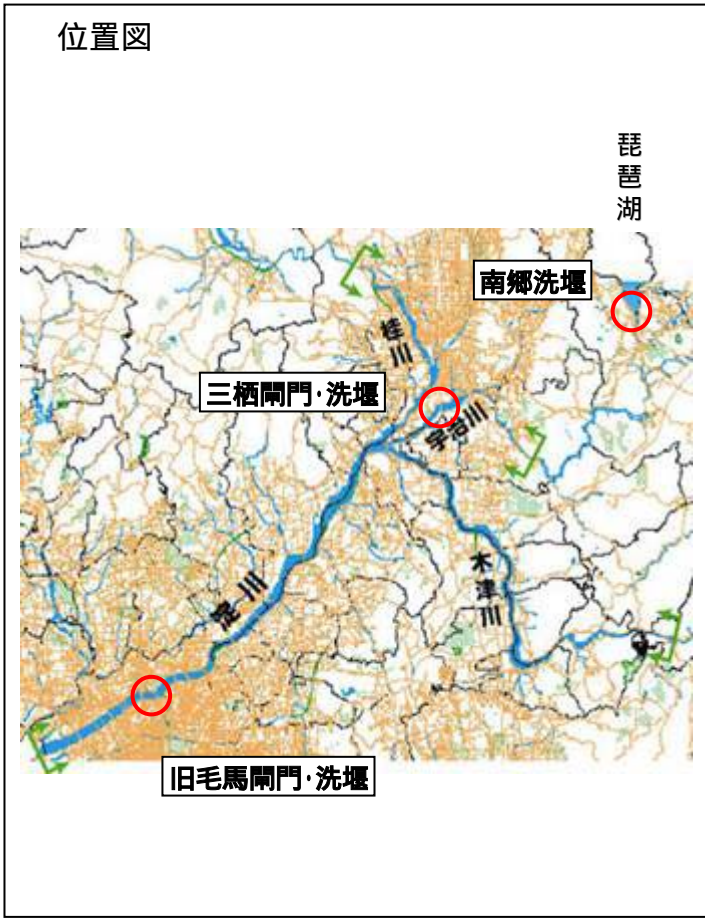 位置図
琵琶湖
南郷洗堰
桂川
三栖閘門・洗堰
宇治川
淀川
木津川
旧毛馬閘門・洗堰